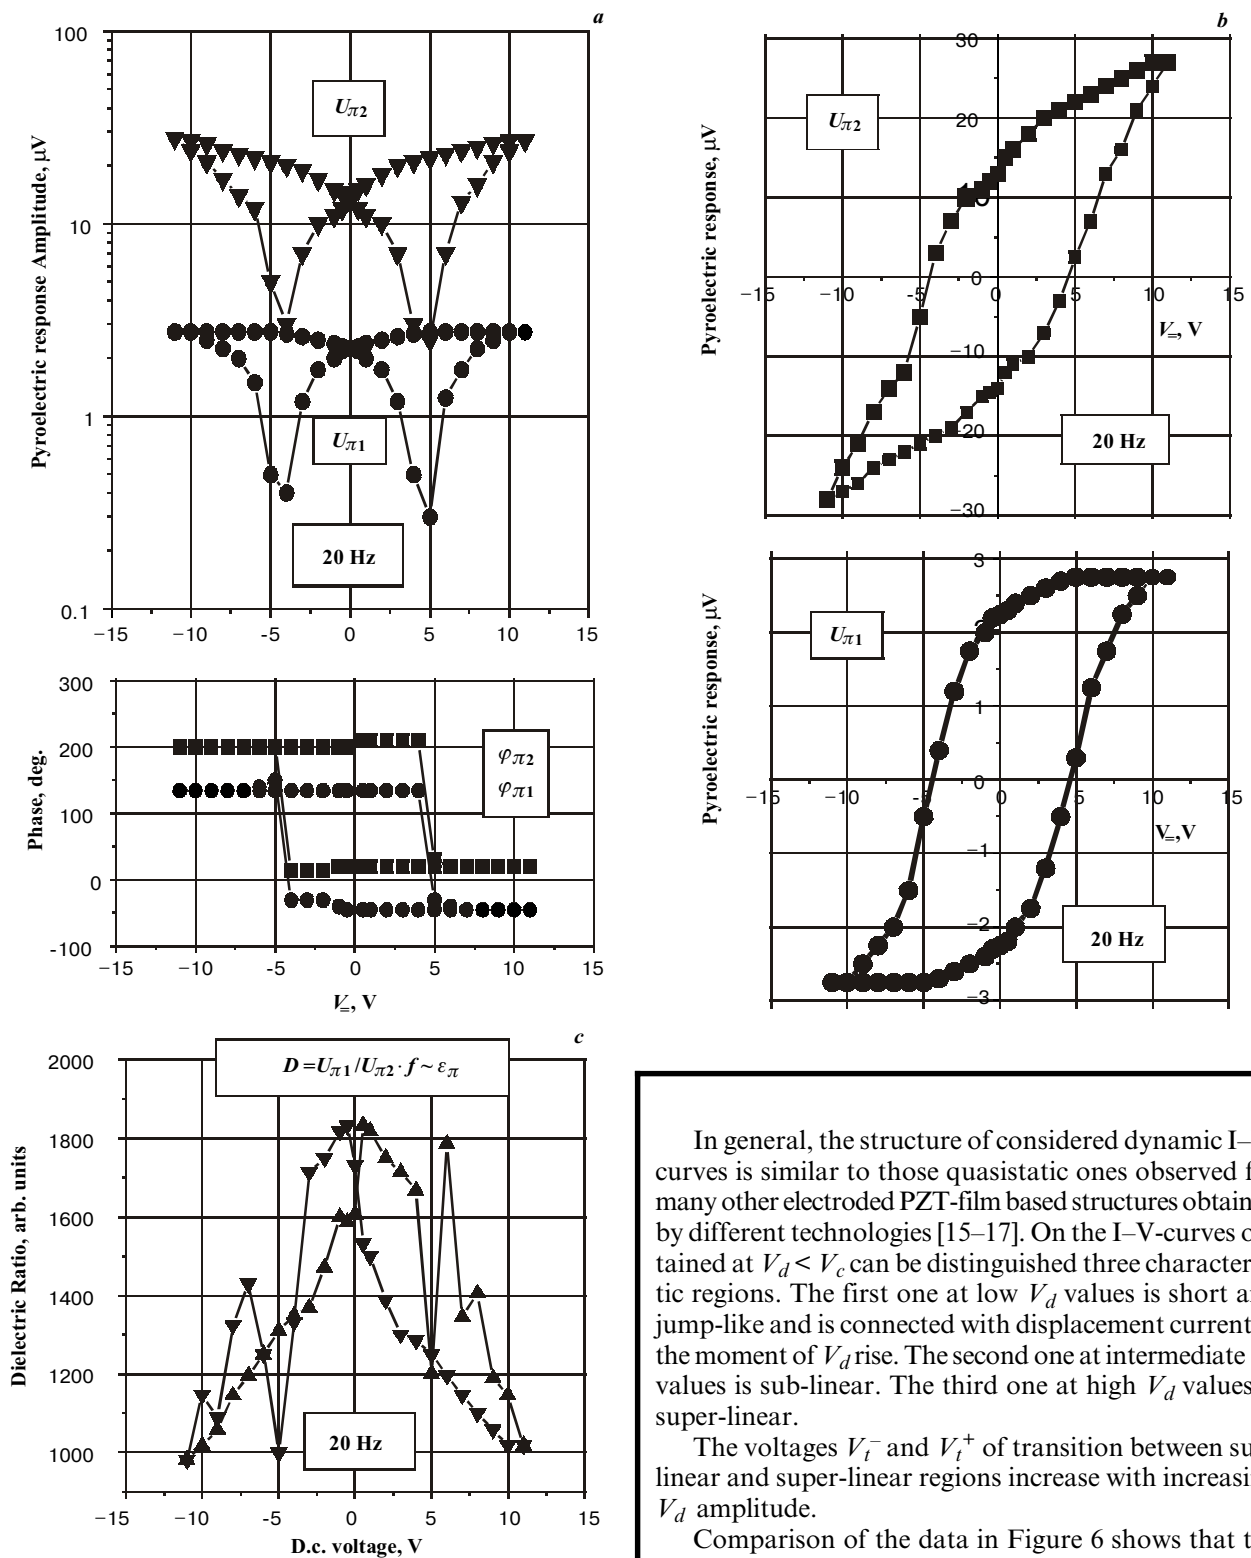 a
100
10
1
0.1
Pyroelectric response Amplitude, μV
Uπ2
Uπ1
20 Hz
−15 −10 -5 0 5 10 15
300
200
100
0
-100
Phase, deg.
φπ2
φπ1
−15 −10 -5 0 5 10 15
V=, V
b
30
20
10
0
−10
−20
−30
Pyroelectric response, μV
Uπ2
−15 −10 -5 0 5 10 15
V=, V
20 Hz
3
2
1
0
−1
−2
−3
Pyroelectric response, μV
Uπ1
−15 −10 -5 0 5 10 15
V=,V
20 Hz
c
2000
1800
1600
1400
1200
1000
Dielectric Ratio, arb. units
D =Uπ1 /Uπ2 · f ~ επ
20 Hz
−15 −10 -5 0 5 10 15
D.c. voltage, V
In general, the structure of considered dynamic I–
curves is similar to those quasistatic ones observed f
many other electroded PZT-film based structures obtain
by different technologies [15–17]. On the I–V-curves o
tained at Vd < Vc can be distinguished three character
tic regions. The first one at low Vd values is short a
jump-like and is connected with displacement current
the moment of Vd rise. The second one at intermediate
values is sub-linear. The third one at high Vd values
super-linear.
The voltages Vt− and Vt+ of transition between su
linear and super-linear regions increase with increasi
Vd amplitude.
Comparison of the data in Figure 6 shows that t